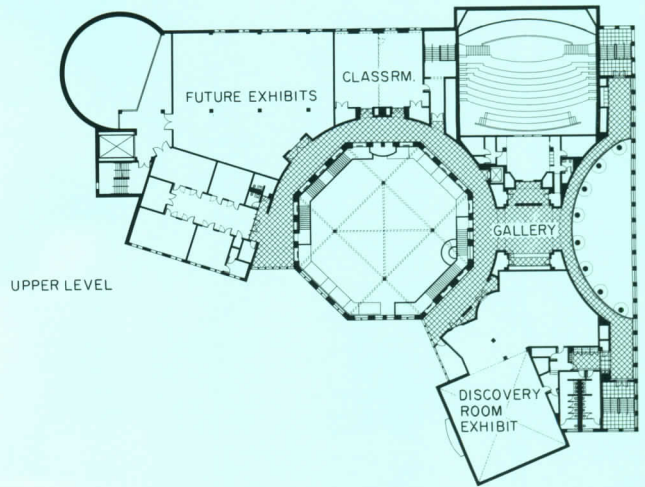 FUTURE EXHIBITS
CLASSRM.
GALLERY
UPPER LEVEL
DISCOVERY
ROOM
EXHIBIT